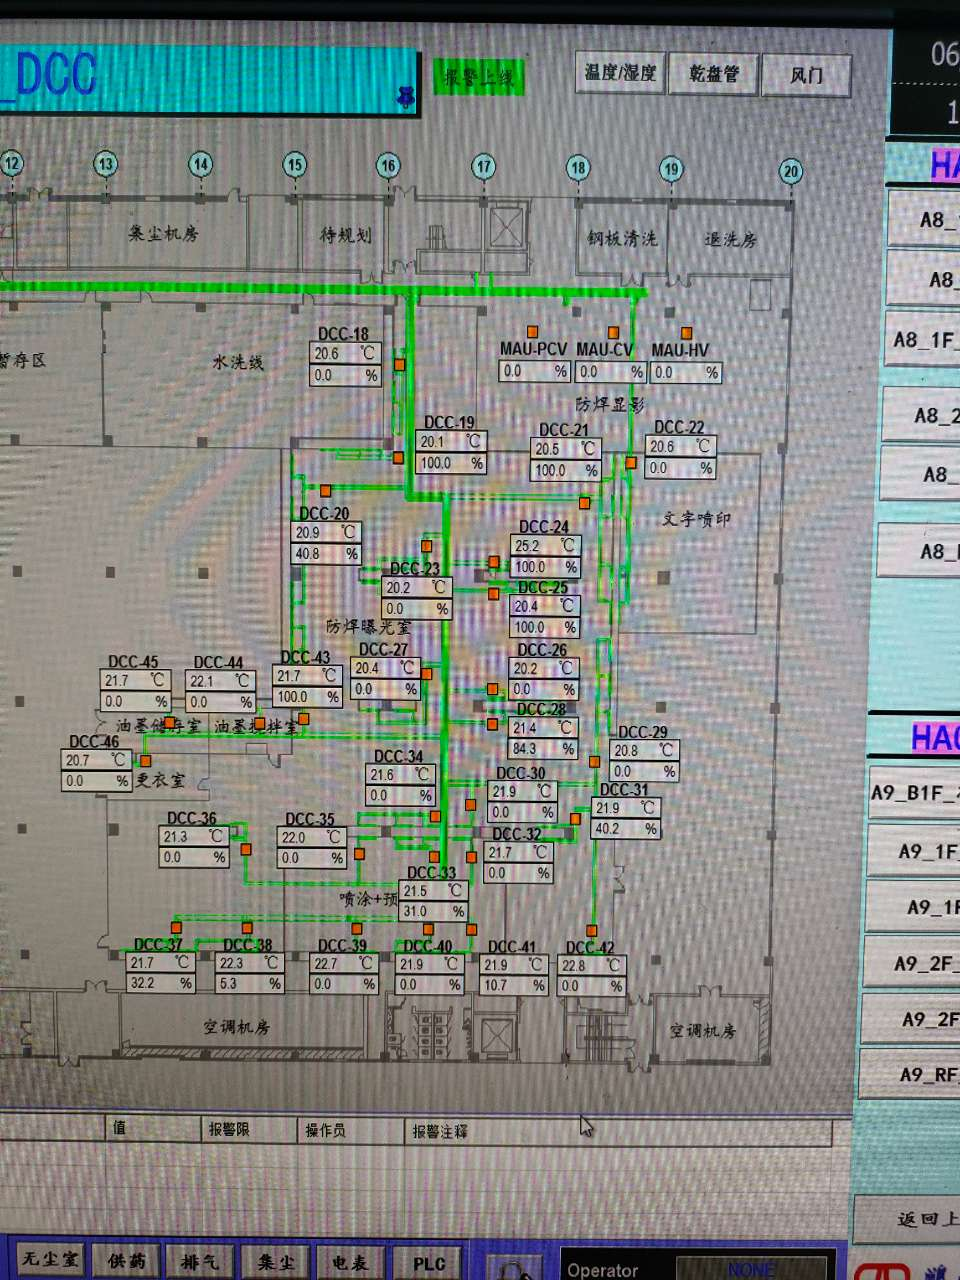 _DCC
报警上线
温度/湿度
乾盘管
风门
06
1
12
13
14
15
16
17
18
19
20
HA
A8_
A8_
A8_1F_
A8_2
A8_
A8_
集尘机房
待规划
钢板清洗
退洗房
暂存区
水洗线
DCC-18
20.6 ℃
0.0 %
MAU-PCV
0.0 %
MAU-CV
0.0 %
MAU-HV
0.0 %
防焊显影
DCC-19
20.1 ℃
100.0 %
DCC-21
20.5 ℃
100.0 %
DCC-22
20.6 ℃
0.0 %
DCC-20
20.9 ℃
40.8 %
文字喷印
DCC-24
25.2 ℃
100.0 %
DCC-23
20.2 ℃
0.0 %
DCC-25
20.4 ℃
100.0 %
防焊曝光室
DCC-27
20.4 ℃
0.0 %
DCC-26
20.2 ℃
0.0 %
DCC-45
21.7 ℃
0.0 %
DCC-44
22.1 ℃
0.0 %
DCC-43
21.7 ℃
100.0 %
DCC-28
21.4 ℃
84.3 %
油墨储存室
油墨搅拌室
DCC-46
20.7 ℃
0.0 %
更衣室
DCC-29
20.8 ℃
0.0 %
DCC-34
21.6 ℃
0.0 %
DCC-30
21.9 ℃
0.0 %
DCC-31
21.9 ℃
40.2 %
DCC-36
21.3 ℃
0.0 %
DCC-35
22.0 ℃
0.0 %
DCC-32
21.7 ℃
0.0 %
DCC-33
21.5 ℃
31.0 %
喷涂+预
DCC-37
21.7 ℃
32.2 %
DCC-38
22.3 ℃
5.3 %
DCC-39
22.7 ℃
0.0 %
DCC-40
21.9 ℃
0.0 %
DCC-41
21.9 ℃
10.7 %
DCC-42
22.8 ℃
0.0 %
空调机房
空调机房
HA
A9_B1F_
A9_1F_
A9_1F
A9_2F_
A9_2F
A9_RF_
值
报警限
操作员
报警注释
返回上
无尘室
供药
排气
集尘
电表
PLC
Operator
NONE